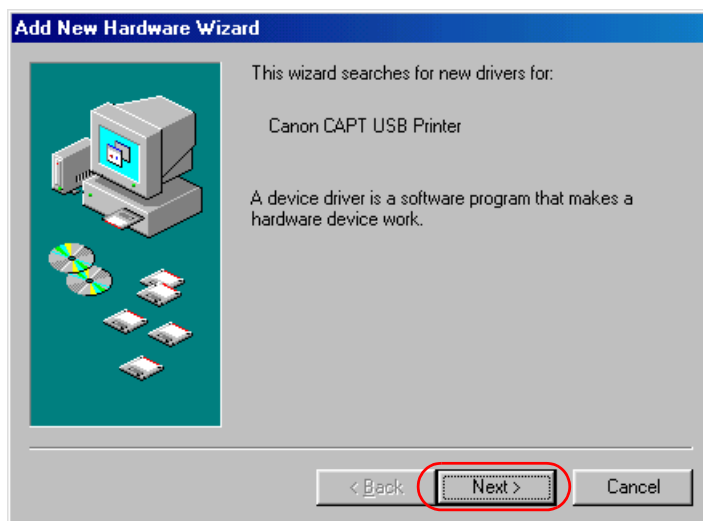 Add New Hardware Wizard
This wizard searches for new drivers for:
Canon CAPT USB Printer
A device driver is a software program that makes a
hardware device work.
< Back
Next >
Cancel